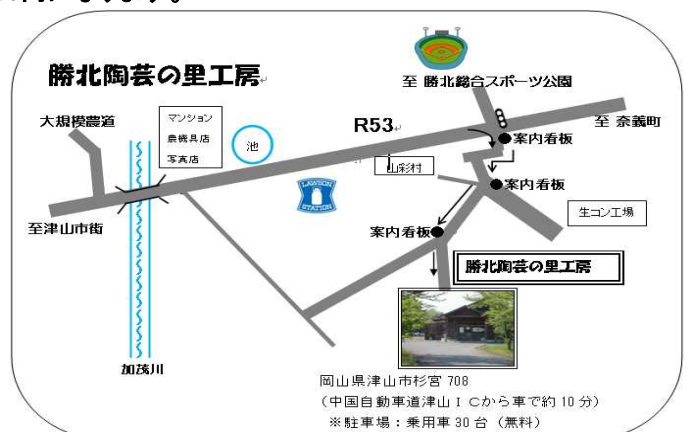 勝北陶芸の里工房
至 勝北総合スポーツ公園
大規模農道
マンション
農機具店
写真店
池
R53
至 奈義町
案内看板
山彩村
LAWSON
STATION
案内看板
生コン工場
至津山市街
案内看板
勝北陶芸の里工房
加茂川
岡山県津山市杉宮 708
(中国自動車道津山ＩＣから車で約 10 分)
※駐車場：乗用車 30 台（無料）